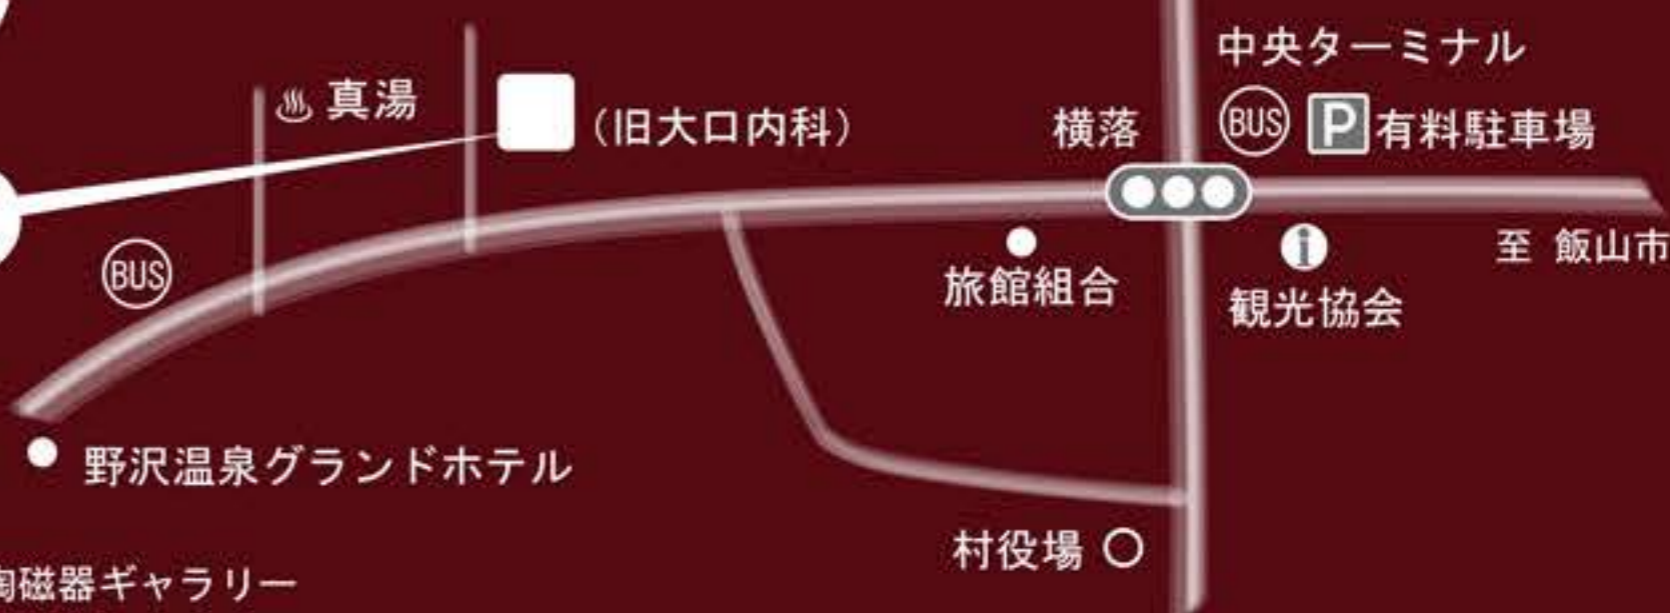 中央ターミナル
真湯
(旧大口内科)
横落
BUS P 有料駐車場
BUS
旅館組合
i
観光協会
至 飯山市
野沢温泉グランドホテル
村役場
陶磁器ギャラリー